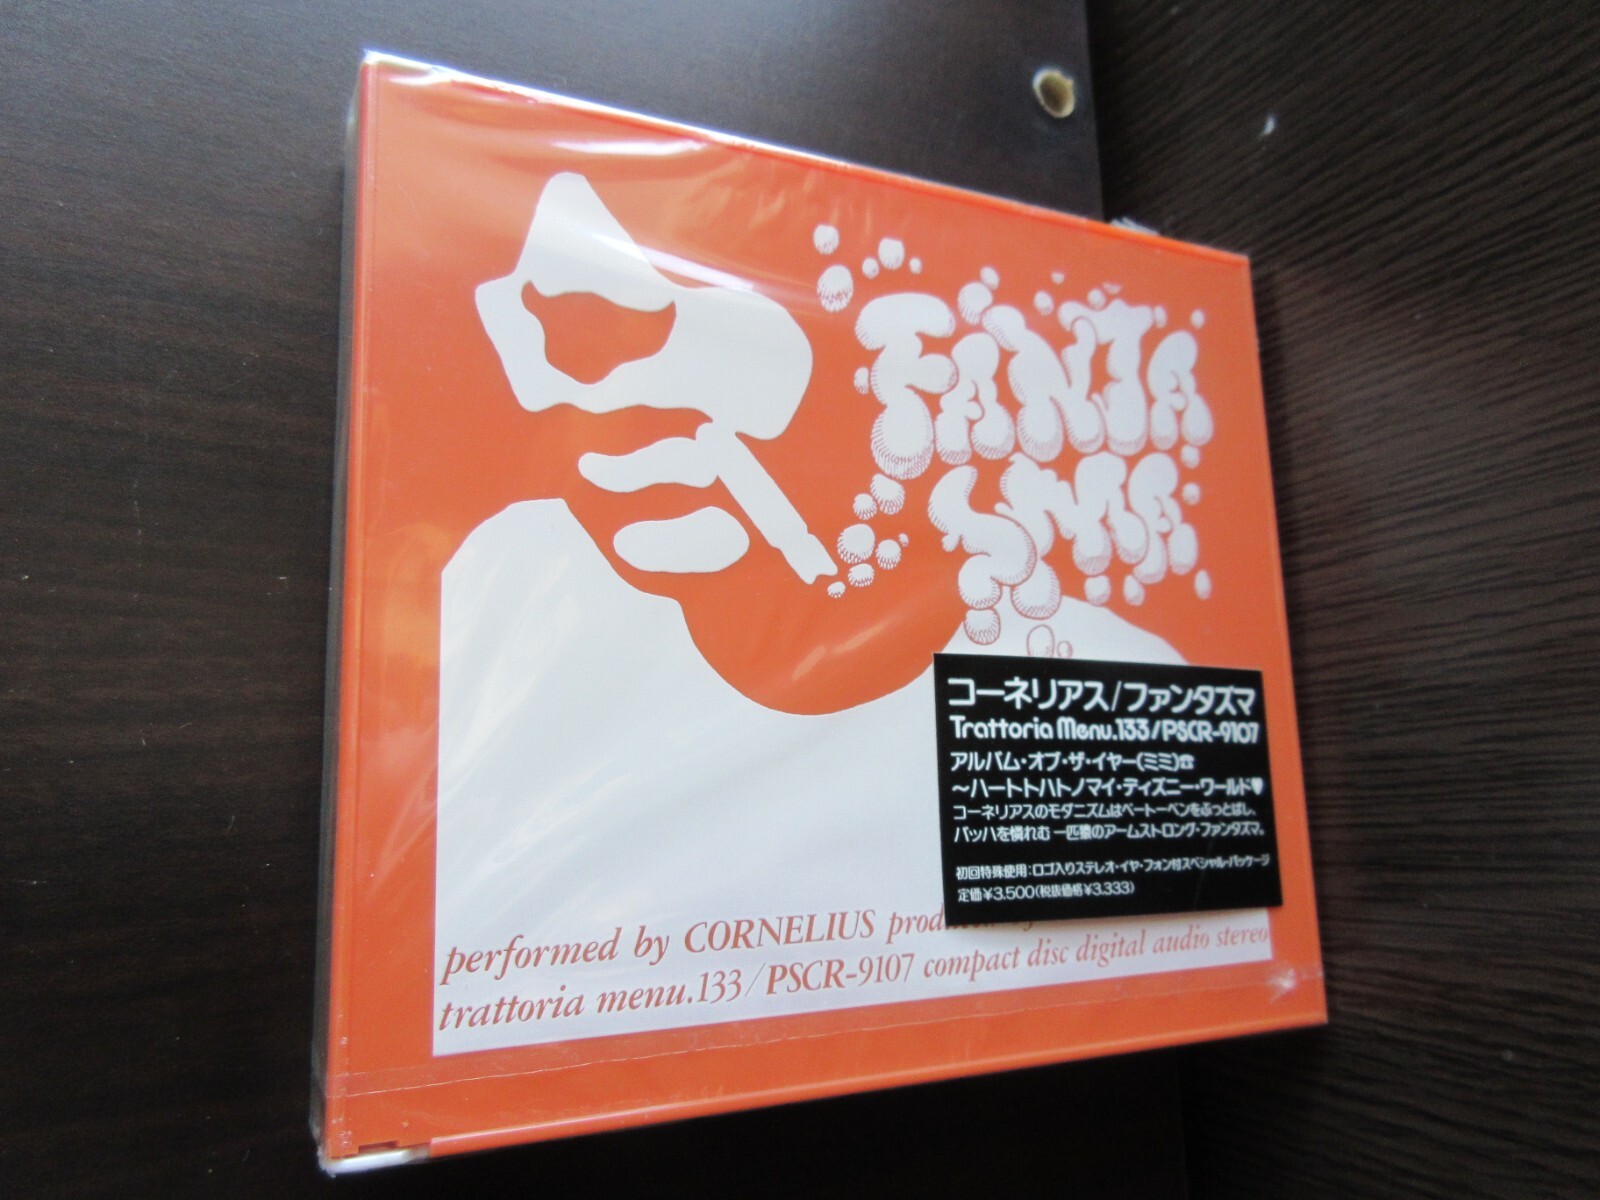 FANTA
SMA
コーネリアス/ファンタズマ
Trattoria Menu.133/PSCR-9107
アルバム・オブ・ザ・イヤー(ミミ)☎
〜ハートトハトノマイ・ディズニー・ワールド♥
コーネリアスのモダニズムはベートーベンをぶっとばし、
バッハを憐れむ 一匹猿のアームストロング・ファンタズマ。
初回特殊使用:ロゴ入りステレオ・イヤ・フォン付スペシャル・パッケージ
定価¥3.500(税抜価格¥3.333)
performed by CORNELIUS
trattoria menu.133/PSCR-9107 compact disc digital audio stereo